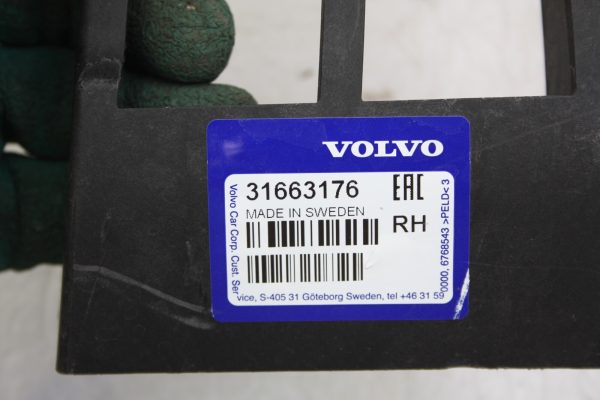 VOLVO
31663176
EAC
MADE IN SWEDEN
RH
Volvo Car Corp. Cust. Ser
vice, S-405 31 Göteborg Sweden, tel +46 31 59
0000, 6768543 >PELD< 3